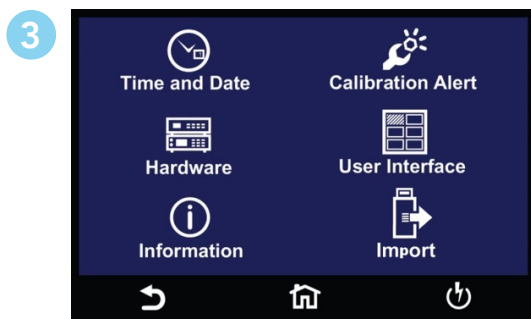 3
Time and Date
Calibration Alert
Hardware
User Interface
Information
Import